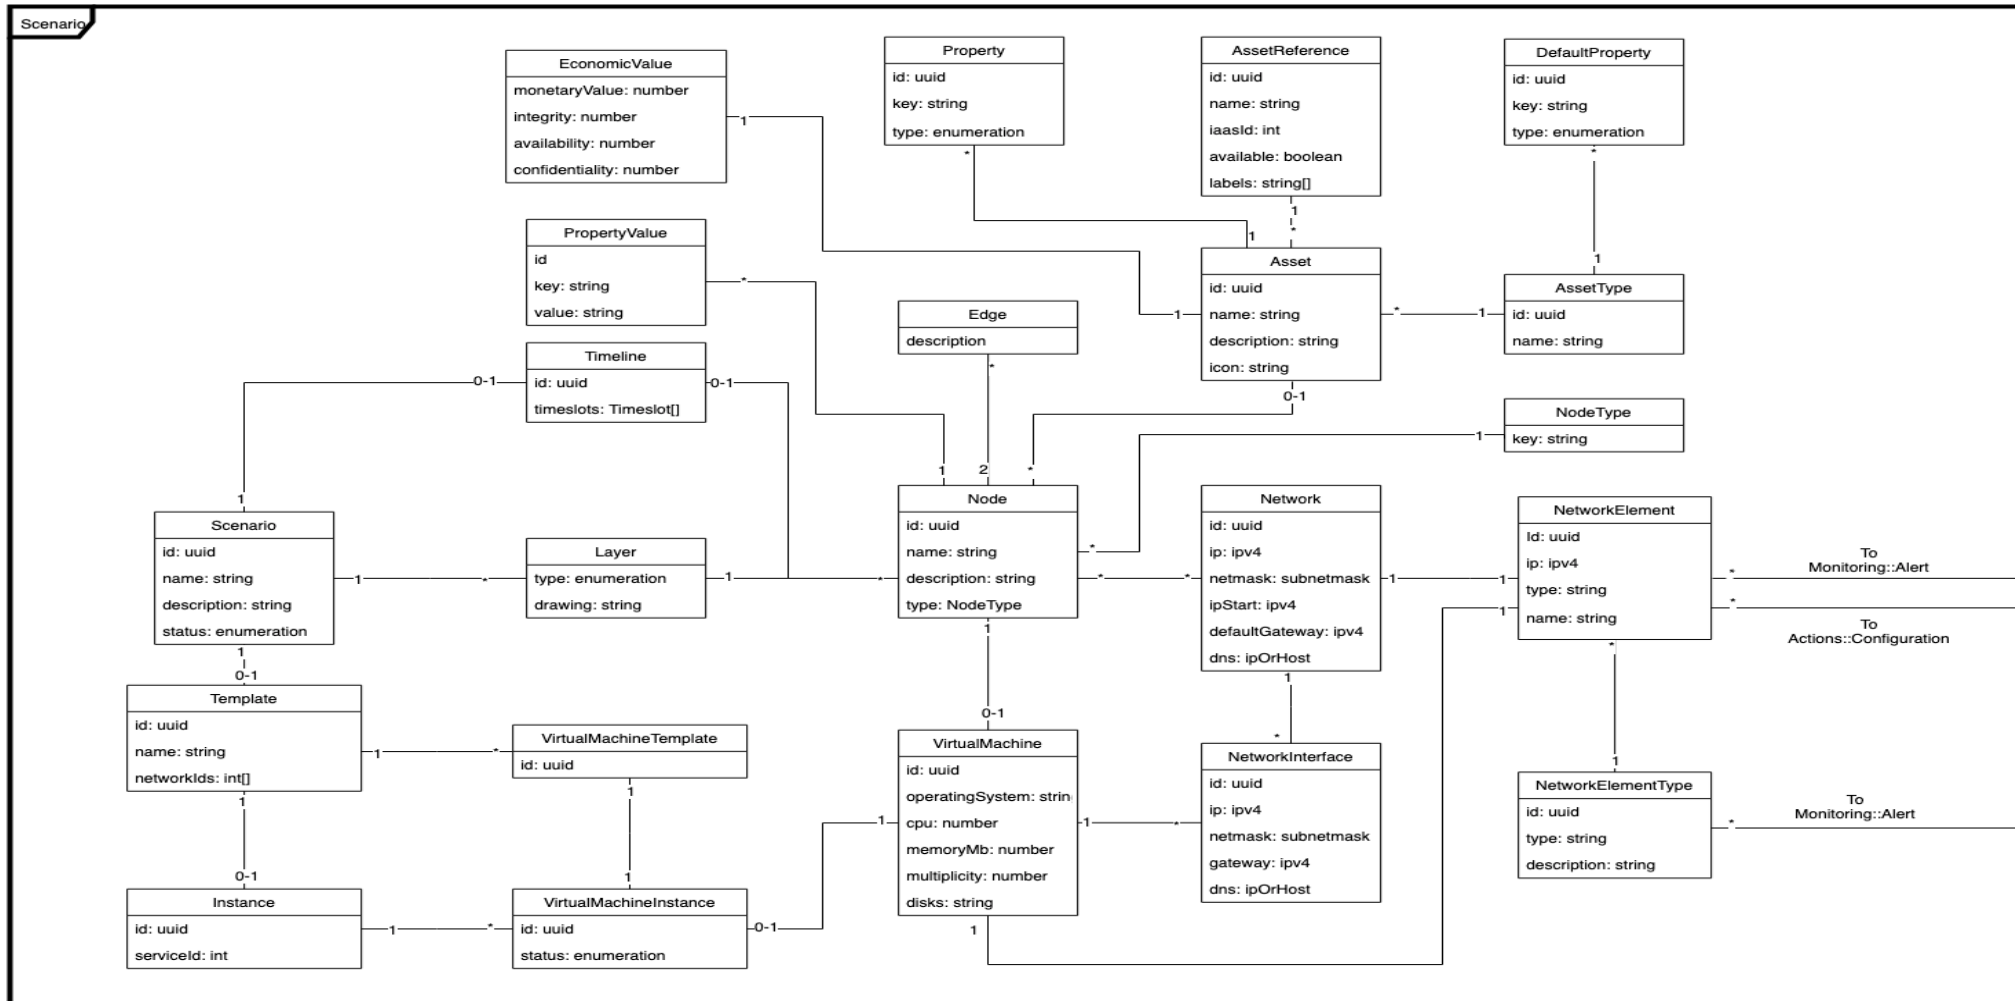 Scenario
EconomicValue
monetaryValue: number
integrity: number
availability: number
confidentiality: number
1
Property
id: uuid
key: string
type: enumeration
*
AssetReference
id: uuid
name: string
iaasId: int
available: boolean
labels: string[]
1
*
DefaultProperty
id: uuid
key: string
type: enumeration
*
1
PropertyValue
id
key: string
value: string
*
1
Asset
id: uuid
name: string
description: string
icon: string
1
*
1
0-1
AssetType
id: uuid
name: string
Edge
description
*
Timeline
id: uuid
timeslots: Timeslot[]
0-1
0-1
NodeType
key: string
1
1
2
*
1
Scenario
id: uuid
name: string
description: string
status: enumeration
1
*
Layer
type: enumeration
drawing: string
1
*
Node
id: uuid
name: string
description: string
type: NodeType
*
*
*
Network
id: uuid
ip: ipv4
netmask: subnetmask
ipStart: ipv4
defaultGateway: ipv4
dns: ipOrHost
1
1
1
NetworkElement
Id: uuid
ip: ipv4
type: string
name: string
*
To
Monitoring::Alert
*
To
Actions::Configuration
1
0-1
Template
id: uuid
name: string
networkIds: int[]
1
*
VirtualMachineTemplate
id: uuid
1
0-1
VirtualMachine
id: uuid
operatingSystem: strin
cpu: number
memoryMb: number
multiplicity: number
disks: string
1
*
NetworkInterface
id: uuid
ip: ipv4
netmask: subnetmask
gateway: ipv4
dns: ipOrHost
*
1
NetworkElementType
id: uuid
type: string
description: string
*
To
Monitoring::Alert
1
0-1
1
1
1
1
*
Instance
id: uuid
serviceId: int
1
*
VirtualMachineInstance
id: uuid
status: enumeration
0-1
1